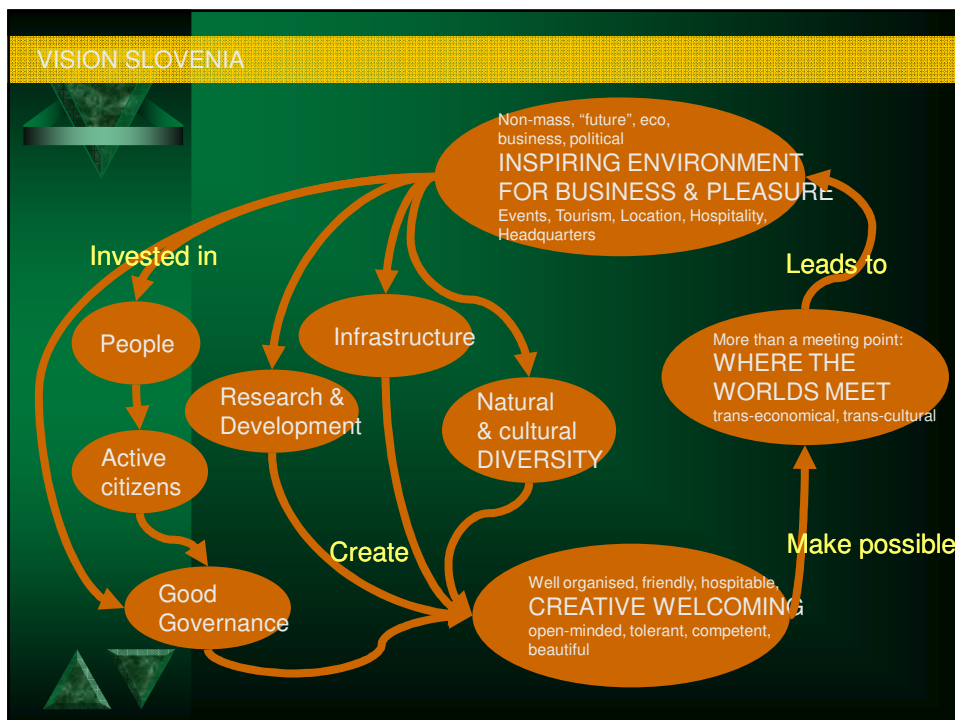 VISION SLOVENIA
Non-mass, “future”, eco,
business, political
INSPIRING ENVIRONMENT
FOR BUSINESS & PLEASURE
Events, Tourism, Location, Hospitality,
Headquarters
Invested in
Leads to
People
Infrastructure
More than a meeting point:
WHERE THE
WORLDS MEET
trans-economical, trans-cultural
Research &
Development
Natural
& cultural
DIVERSITY
Active
citizens
Create
Make possible
Good
Governance
Well organised, friendly, hospitable,
CREATIVE WELCOMING
open-minded, tolerant, competent,
beautiful